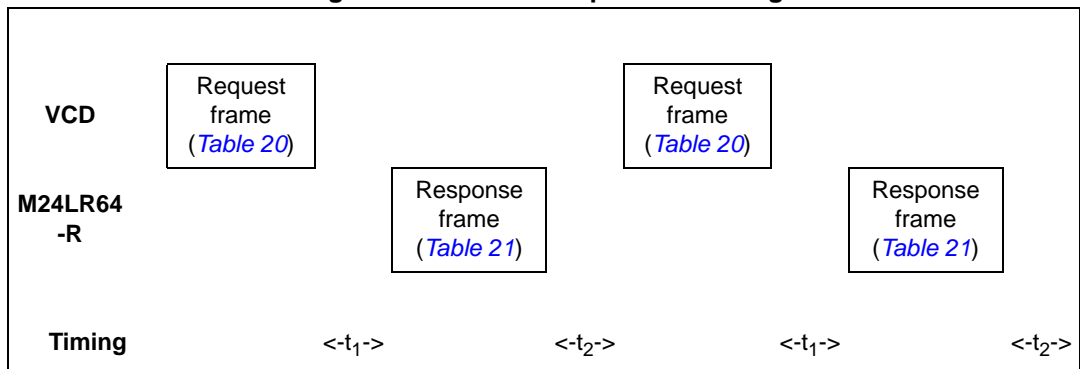 VCD
Request
frame
(Table 20)
Request
frame
(Table 20)
M24LR64
-R
Response
frame
(Table 21)
Response
frame
(Table 21)
Timing <-t1-> <-t2-> <-t1-> <-t2->